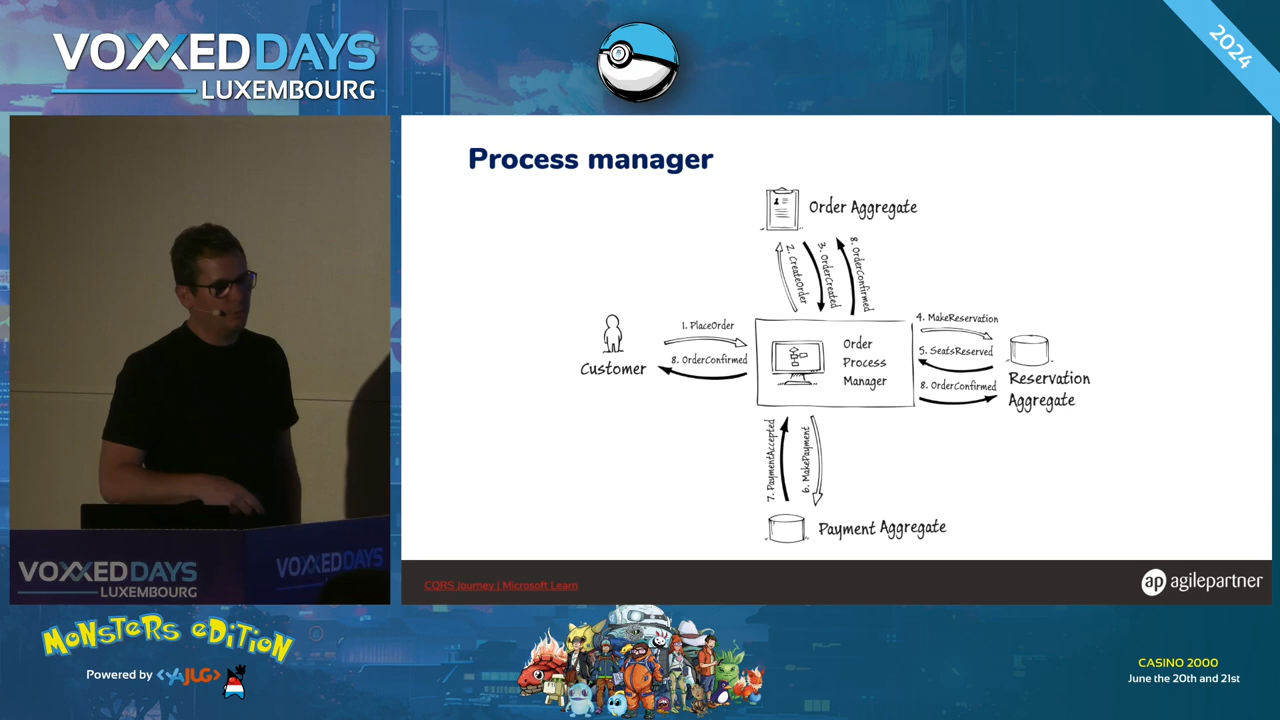 VOXXED DAYS
LUXEMBOURG
2024
Process manager
Order Aggregate
2. CreateOrder
3. OrderCreated
8. OrderConfirmed
1. PlaceOrder
8. OrderConfirmed
Customer
Order
Process
Manager
4. MakeReservation
5. SeatsReserved
8. OrderConfirmed
Reservation
Aggregate
7. PaymentAccepted
6. MakePayment
Payment Aggregate
CQRS Journey | Microsoft Learn
ap agilepartner
VOXXED DAYS
LUXEMBOURG
VOXXED DAYS
LUXEMBOURG
MONSTERS EDITION
Powered by <YAJUG>
CASINO 2000
June the 20th and 21st